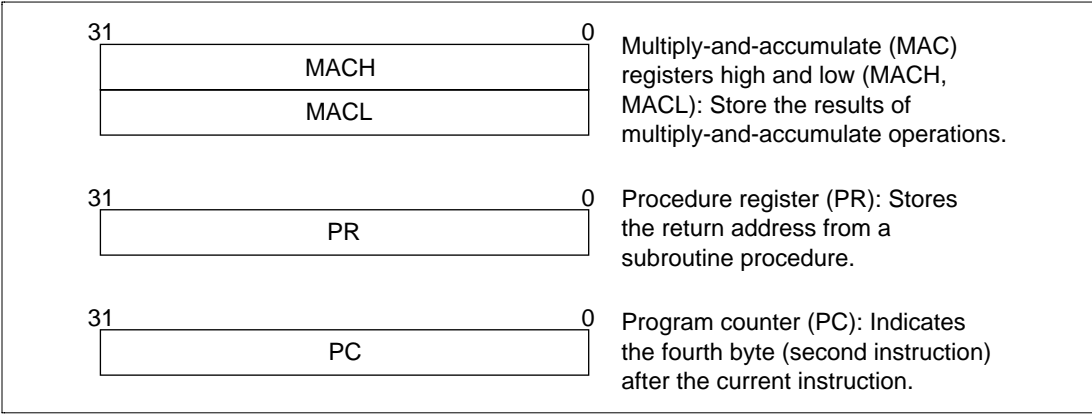 31 0
MACH
MACL
Multiply-and-accumulate (MAC)
registers high and low (MACH,
MACL): Store the results of
multiply-and-accumulate operations.
31 0
PR
Procedure register (PR): Stores
the return address from a
subroutine procedure.
31 0
PC
Program counter (PC): Indicates
the fourth byte (second instruction)
after the current instruction.